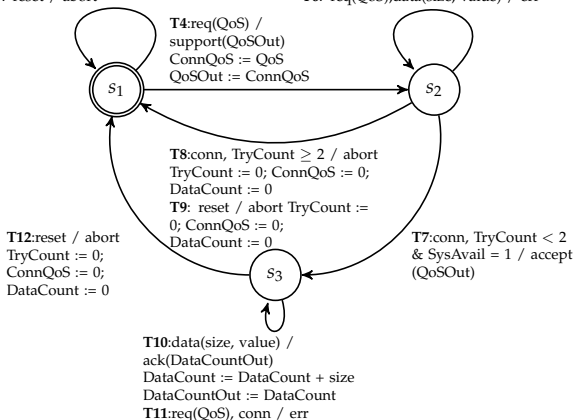 T4:req(QoS) /
support(QoSOut)
ConnQoS := QoS
QoSOut := ConnQoS
s1
s2
T8:conn, TryCount ≥ 2 / abort
TryCount := 0; ConnQoS := 0;
DataCount := 0
T9: reset / abort TryCount :=
0; ConnQoS := 0;
DataCount := 0
T12:reset / abort
TryCount := 0;
ConnQoS := 0;
DataCount := 0
T7:conn, TryCount < 2
& SysAvail = 1 / accept
(QoSOut)
s3
T10:data(size, value) /
ack(DataCountOut)
DataCount := DataCount + size
DataCountOut := DataCount
T11:req(QoS), conn / err